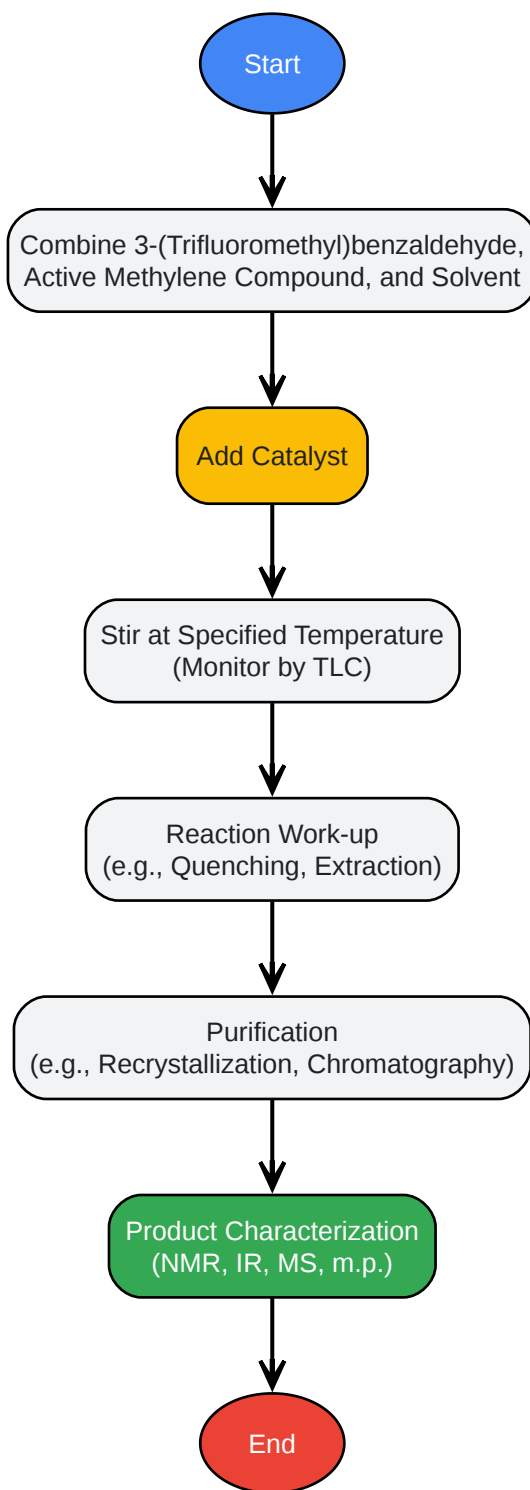 Start
Combine 3-(Trifluoromethyl)benzaldehyde,
Active Methylene Compound, and Solvent
Add Catalyst
Stir at Specified Temperature
(Monitor by TLC)
Reaction Work-up
(e.g., Quenching, Extraction)
Purification
(e.g., Recrystallization, Chromatography)
Product Characterization
(NMR, IR, MS, m.p.)
End